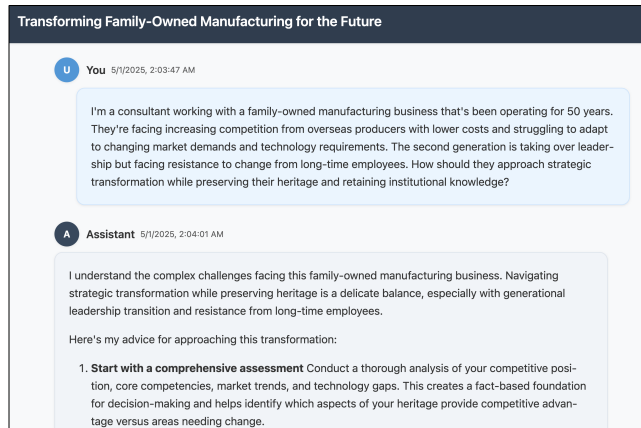 Transforming Family-Owned Manufacturing for the Future
U
You 5/1/2025, 2:03:47 AM
I'm a consultant working with a family-owned manufacturing business that's been operating for 50 years.
They're facing increasing competition from overseas producers with lower costs and struggling to adapt
to changing market demands and technology requirements. The second generation is taking over leader-
ship but facing resistance to change from long-time employees. How should they approach strategic
transformation while preserving their heritage and retaining institutional knowledge?
A
Assistant 5/1/2025, 2:04:01 AM
I understand the complex challenges facing this family-owned manufacturing business. Navigating
strategic transformation while preserving heritage is a delicate balance, especially with generational
leadership transition and resistance from long-time employees.
Here's my advice for approaching this transformation:
1. Start with a comprehensive assessment Conduct a thorough analysis of your competitive posi-
tion, core competencies, market trends, and technology gaps. This creates a fact-based foundation
for decision-making and helps identify which aspects of your heritage provide competitive advan-
tage versus areas needing change.